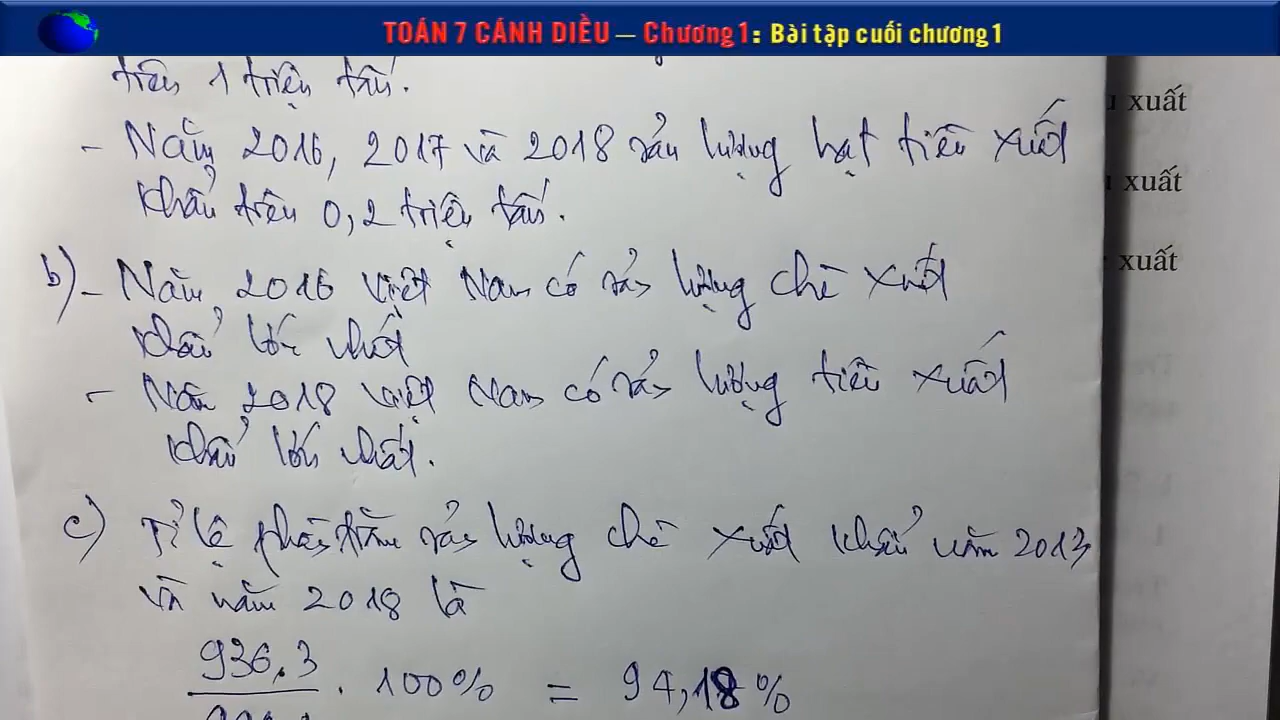 TOÁN 7 CÁNH DIỀU — Chương 1: Bài tập cuối chương 1
trên 1 triệu tấn.
xuất
- Năm 2016, 2017 và 2018 sản lượng hạt tiêu xuất
xuất
khẩu trên 0,2 triệu tấn.
b) - Năm 2016 Việt Nam có sản lượng chè xuất
xuất
khẩu lớn nhất
- Năm 2018 Việt Nam có sản lượng tiêu xuất
khẩu lớn nhất.
c) Tỉ lệ phần trăm sản lượng chè xuất khẩu năm 2013
và năm 2018 là
936.3
. 100% = 94,18%